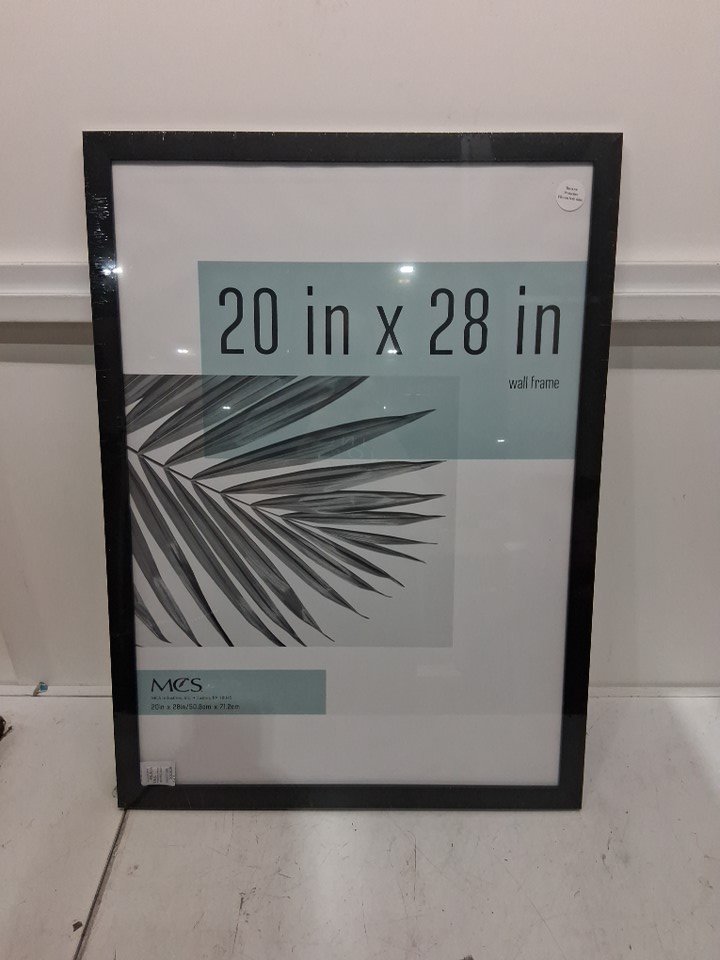 20 in x 28 in
wall frame
MCS
20in x 28in/50.8cm x 71.2cm